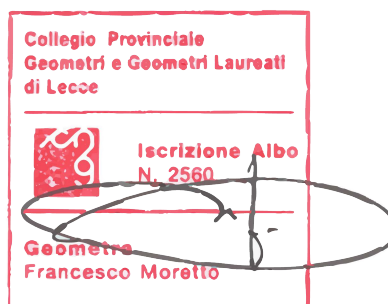 Collegio Provinciale
Geometri e Geometri Laureati
di Lecce
Iscrizione Albo
N. 2560
Geometra
Francesco Moretto